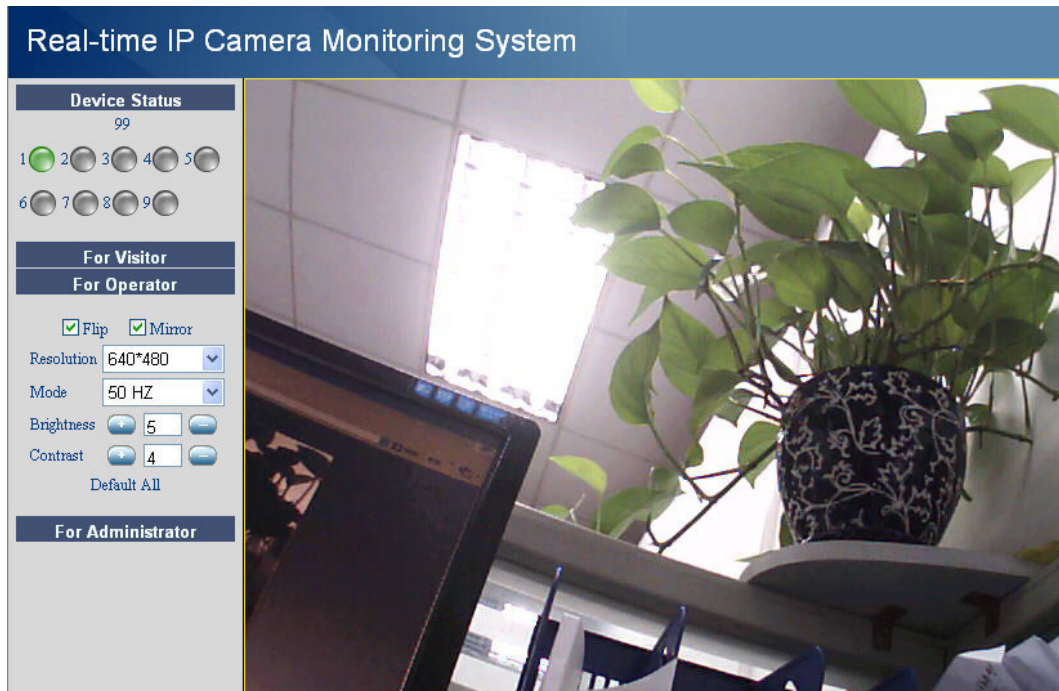 Real-time IP Camera Monitoring System
Device Status
99
1 2 3 4 5
6 7 8 9
For Visitor
For Operator
Flip Mirror
Resolution 640*480
Mode 50 HZ
Brightness + 5 -
Contrast + 4 -
Default All
For Administrator